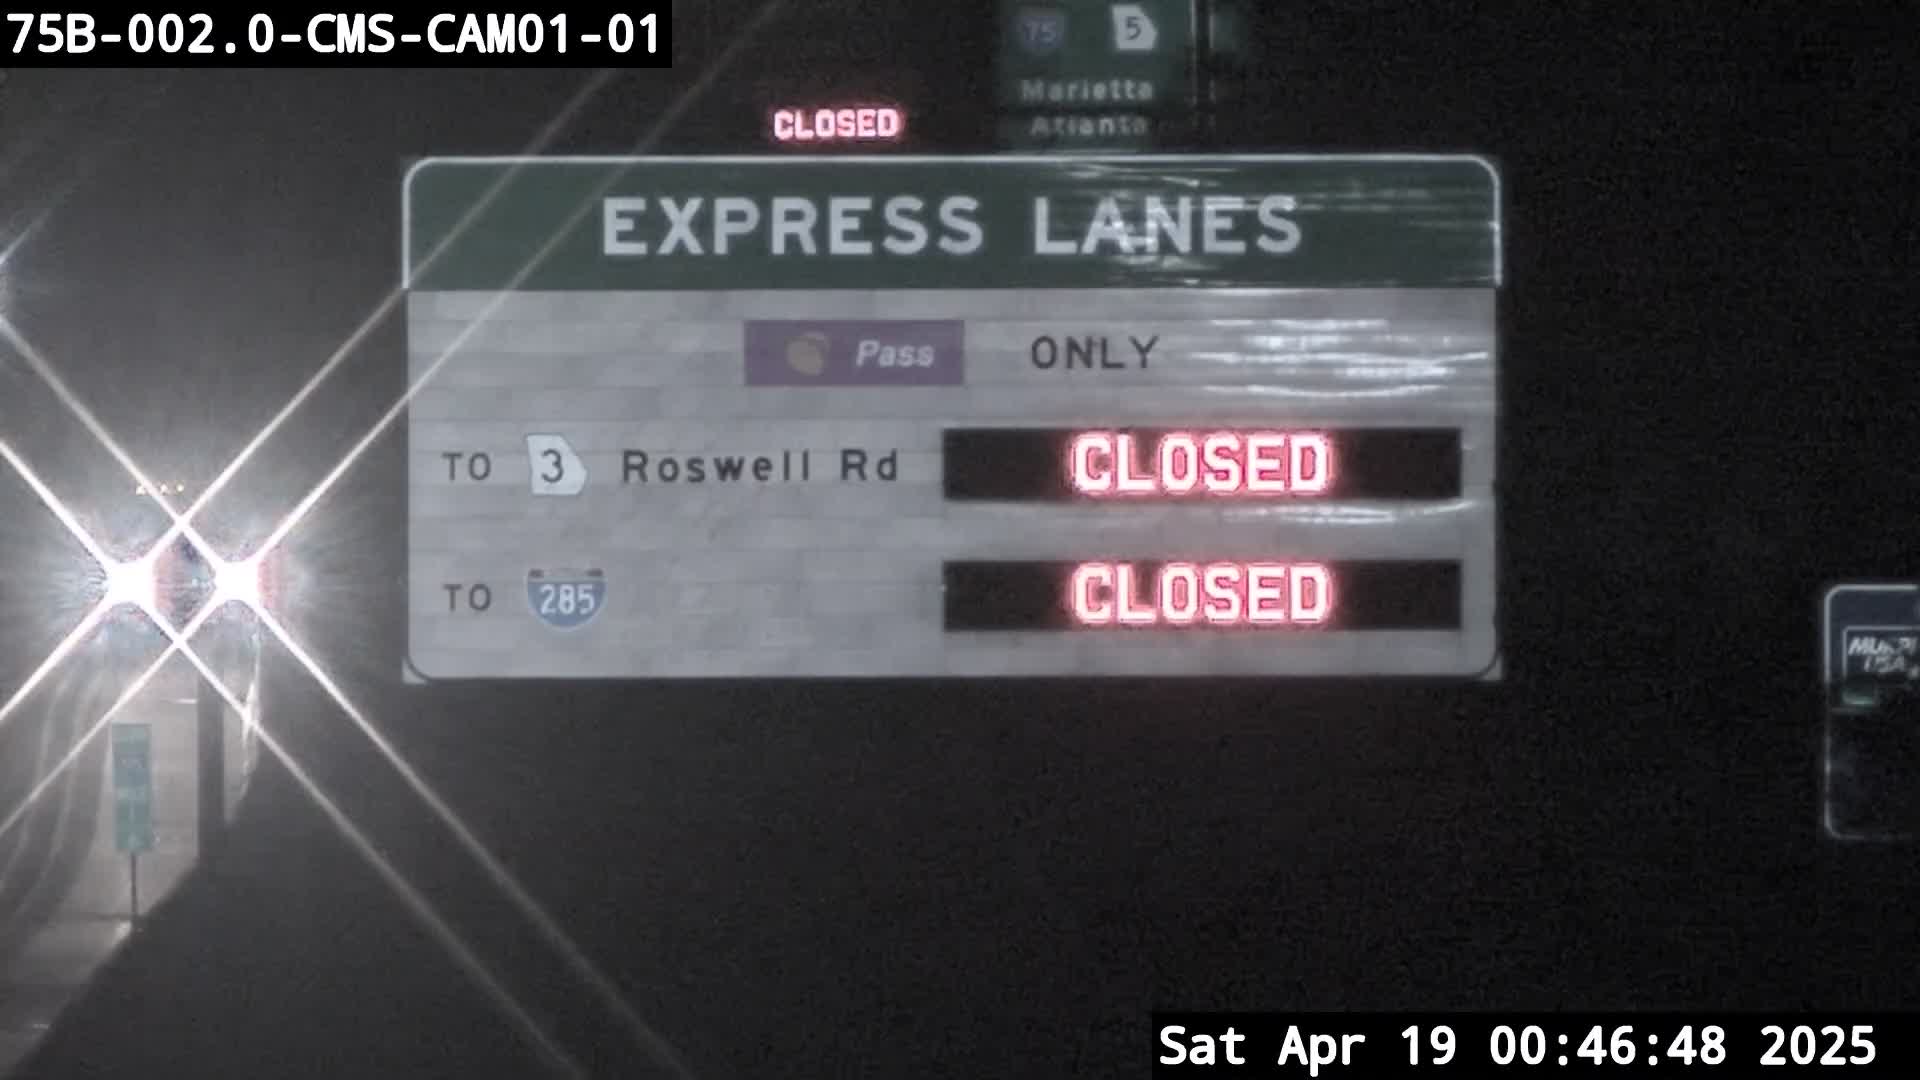 75B-002.0-CMS-CAM01-01
75 5
Marietta
Atlanta
CLOSED
EXPRESS LANES
Pass ONLY
TO 3 Roswell Rd CLOSED
TO 285 CLOSED
USA
Sat Apr 19 00:46:48 2025